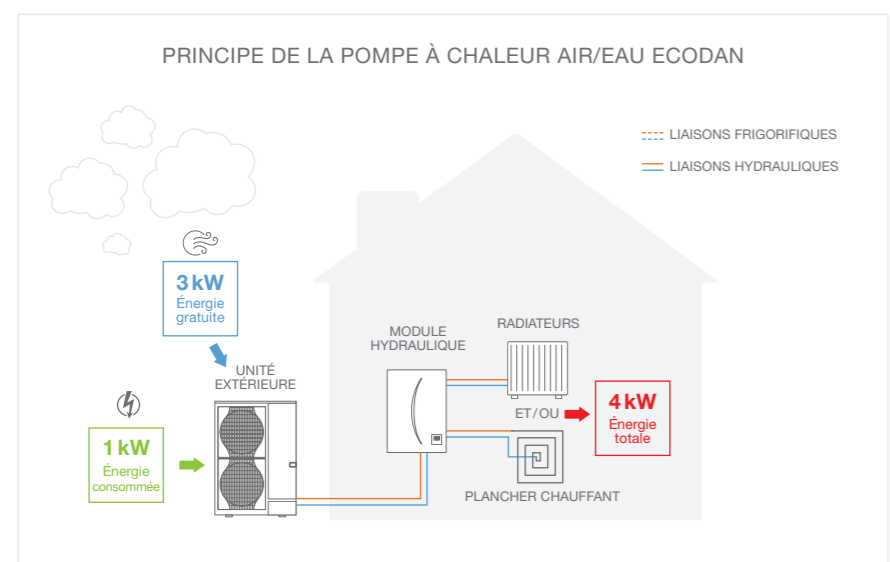 PRINCIPE DE LA POMPE À CHALEUR AIR/EAU ECODAN
LIAISONS FRIGORIFIQUES
LIAISONS HYDRAULIQUES
3 kW
Énergie
gratuite
UNITÉ
EXTÉRIEURE
1 kW
Énergie
consommée
MODULE
HYDRAULIQUE
RADIATEURS
ET/OU
PLANCHER CHAUFFANT
4 kW
Énergie
totale